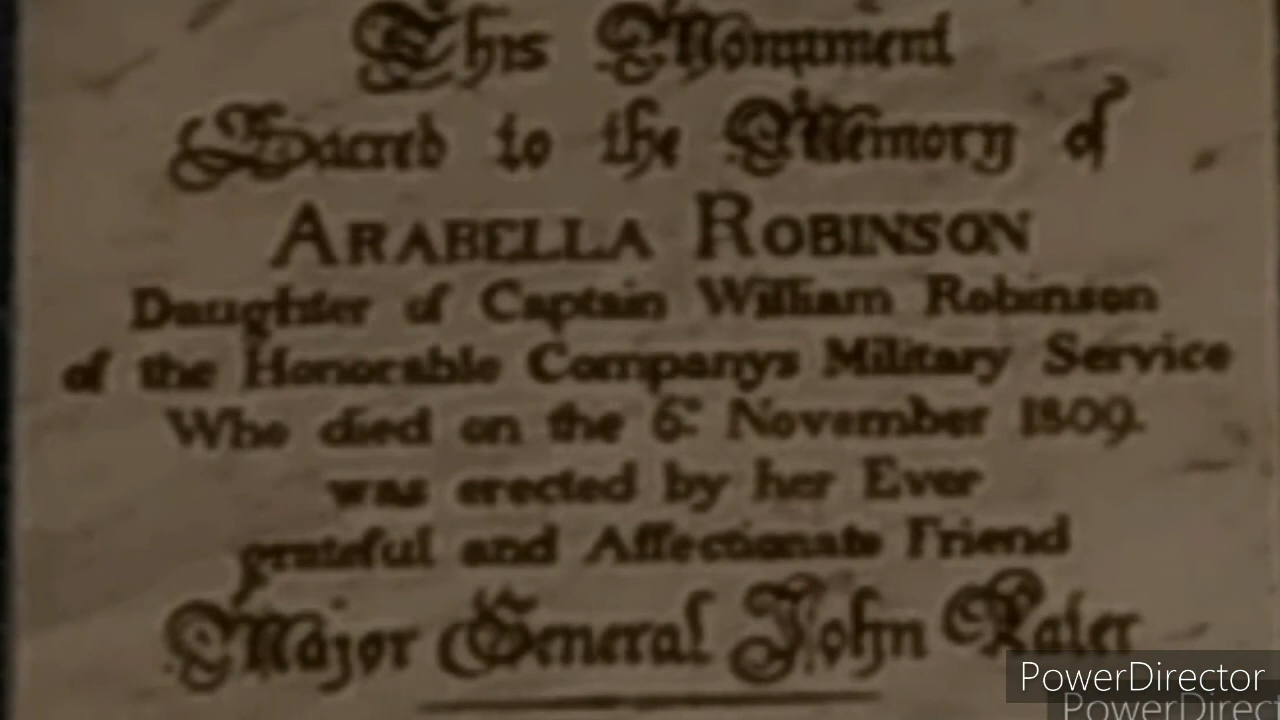 This Monument
Sacred to the Memory of
ARABELLA ROBINSON
Daughter of Captain William Robinson
of the Honorable Companys Military Service
Who died on the 6th November 1809.
was erected by her Ever
grateful and Affectionate Friend
Major General John
PowerDirector
PowerDirect